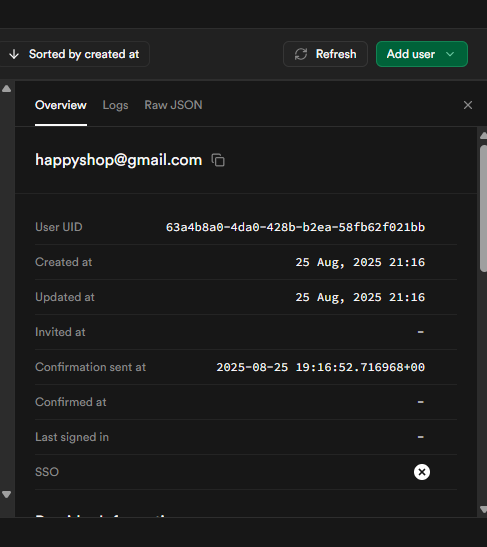 Sorted by created at
Refresh
Add user
Overview Logs Raw JSON
happyshop@gmail.com
User UID 63a4b8a0-4da0-428b-b2ea-58fb62f021bb
Created at 25 Aug, 2025 21:16
Updated at 25 Aug, 2025 21:16
Invited at -
Confirmation sent at 2025-08-25 19:16:52.716968+00
Confirmed at -
Last signed in -
SSO